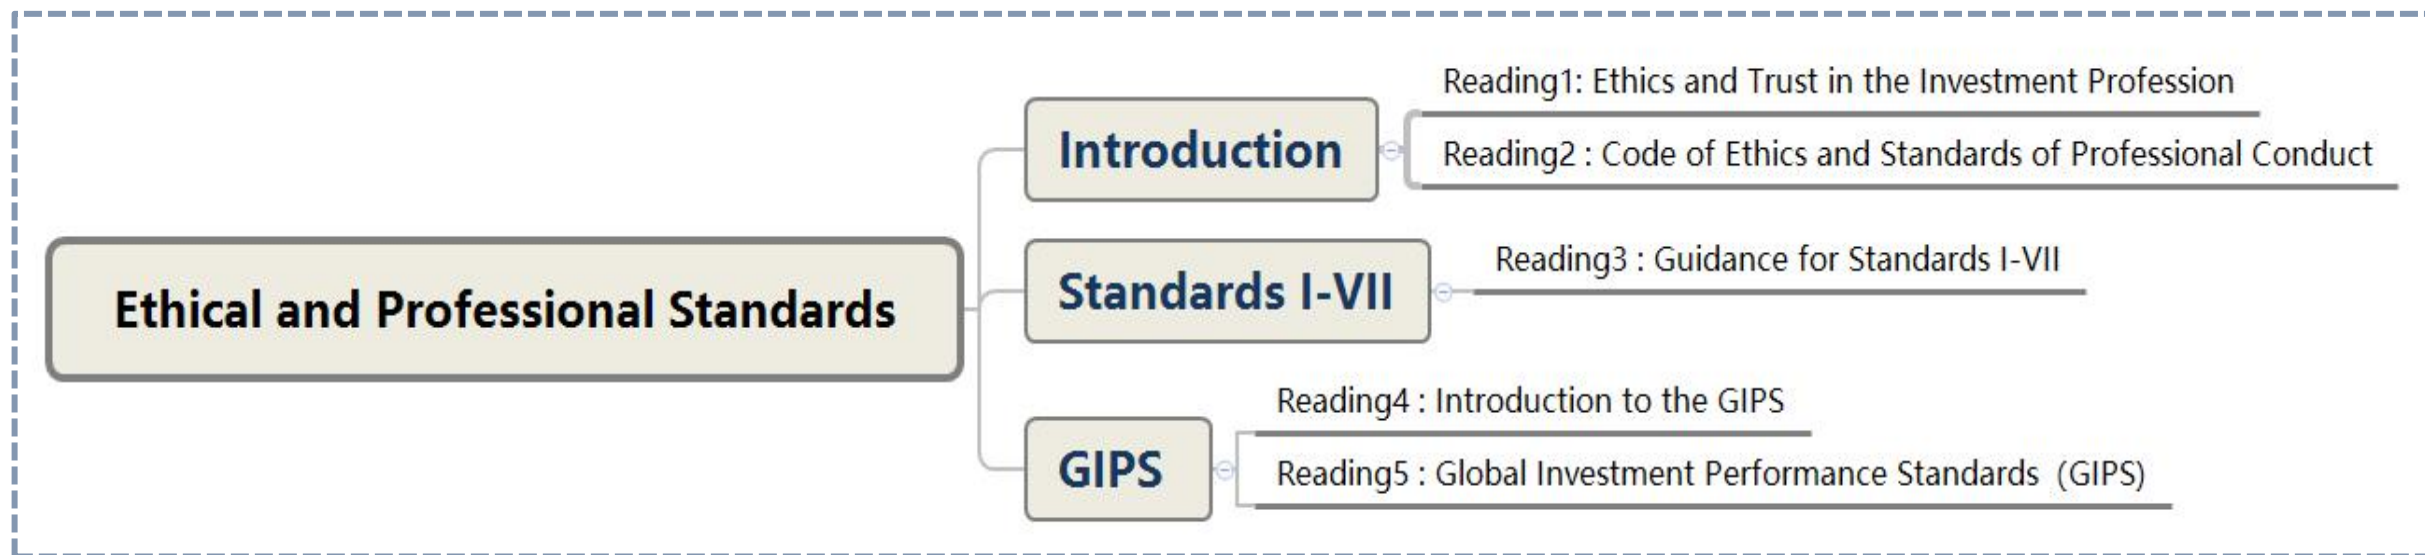 Ethical and Professional Standards
Introduction
Reading1: Ethics and Trust in the Investment Profession
Reading2 : Code of Ethics and Standards of Professional Conduct
Standards I-VII
Reading3 : Guidance for Standards I-VII
GIPS
Reading4 : Introduction to the GIPS
Reading5 : Global Investment Performance Standards (GIPS)